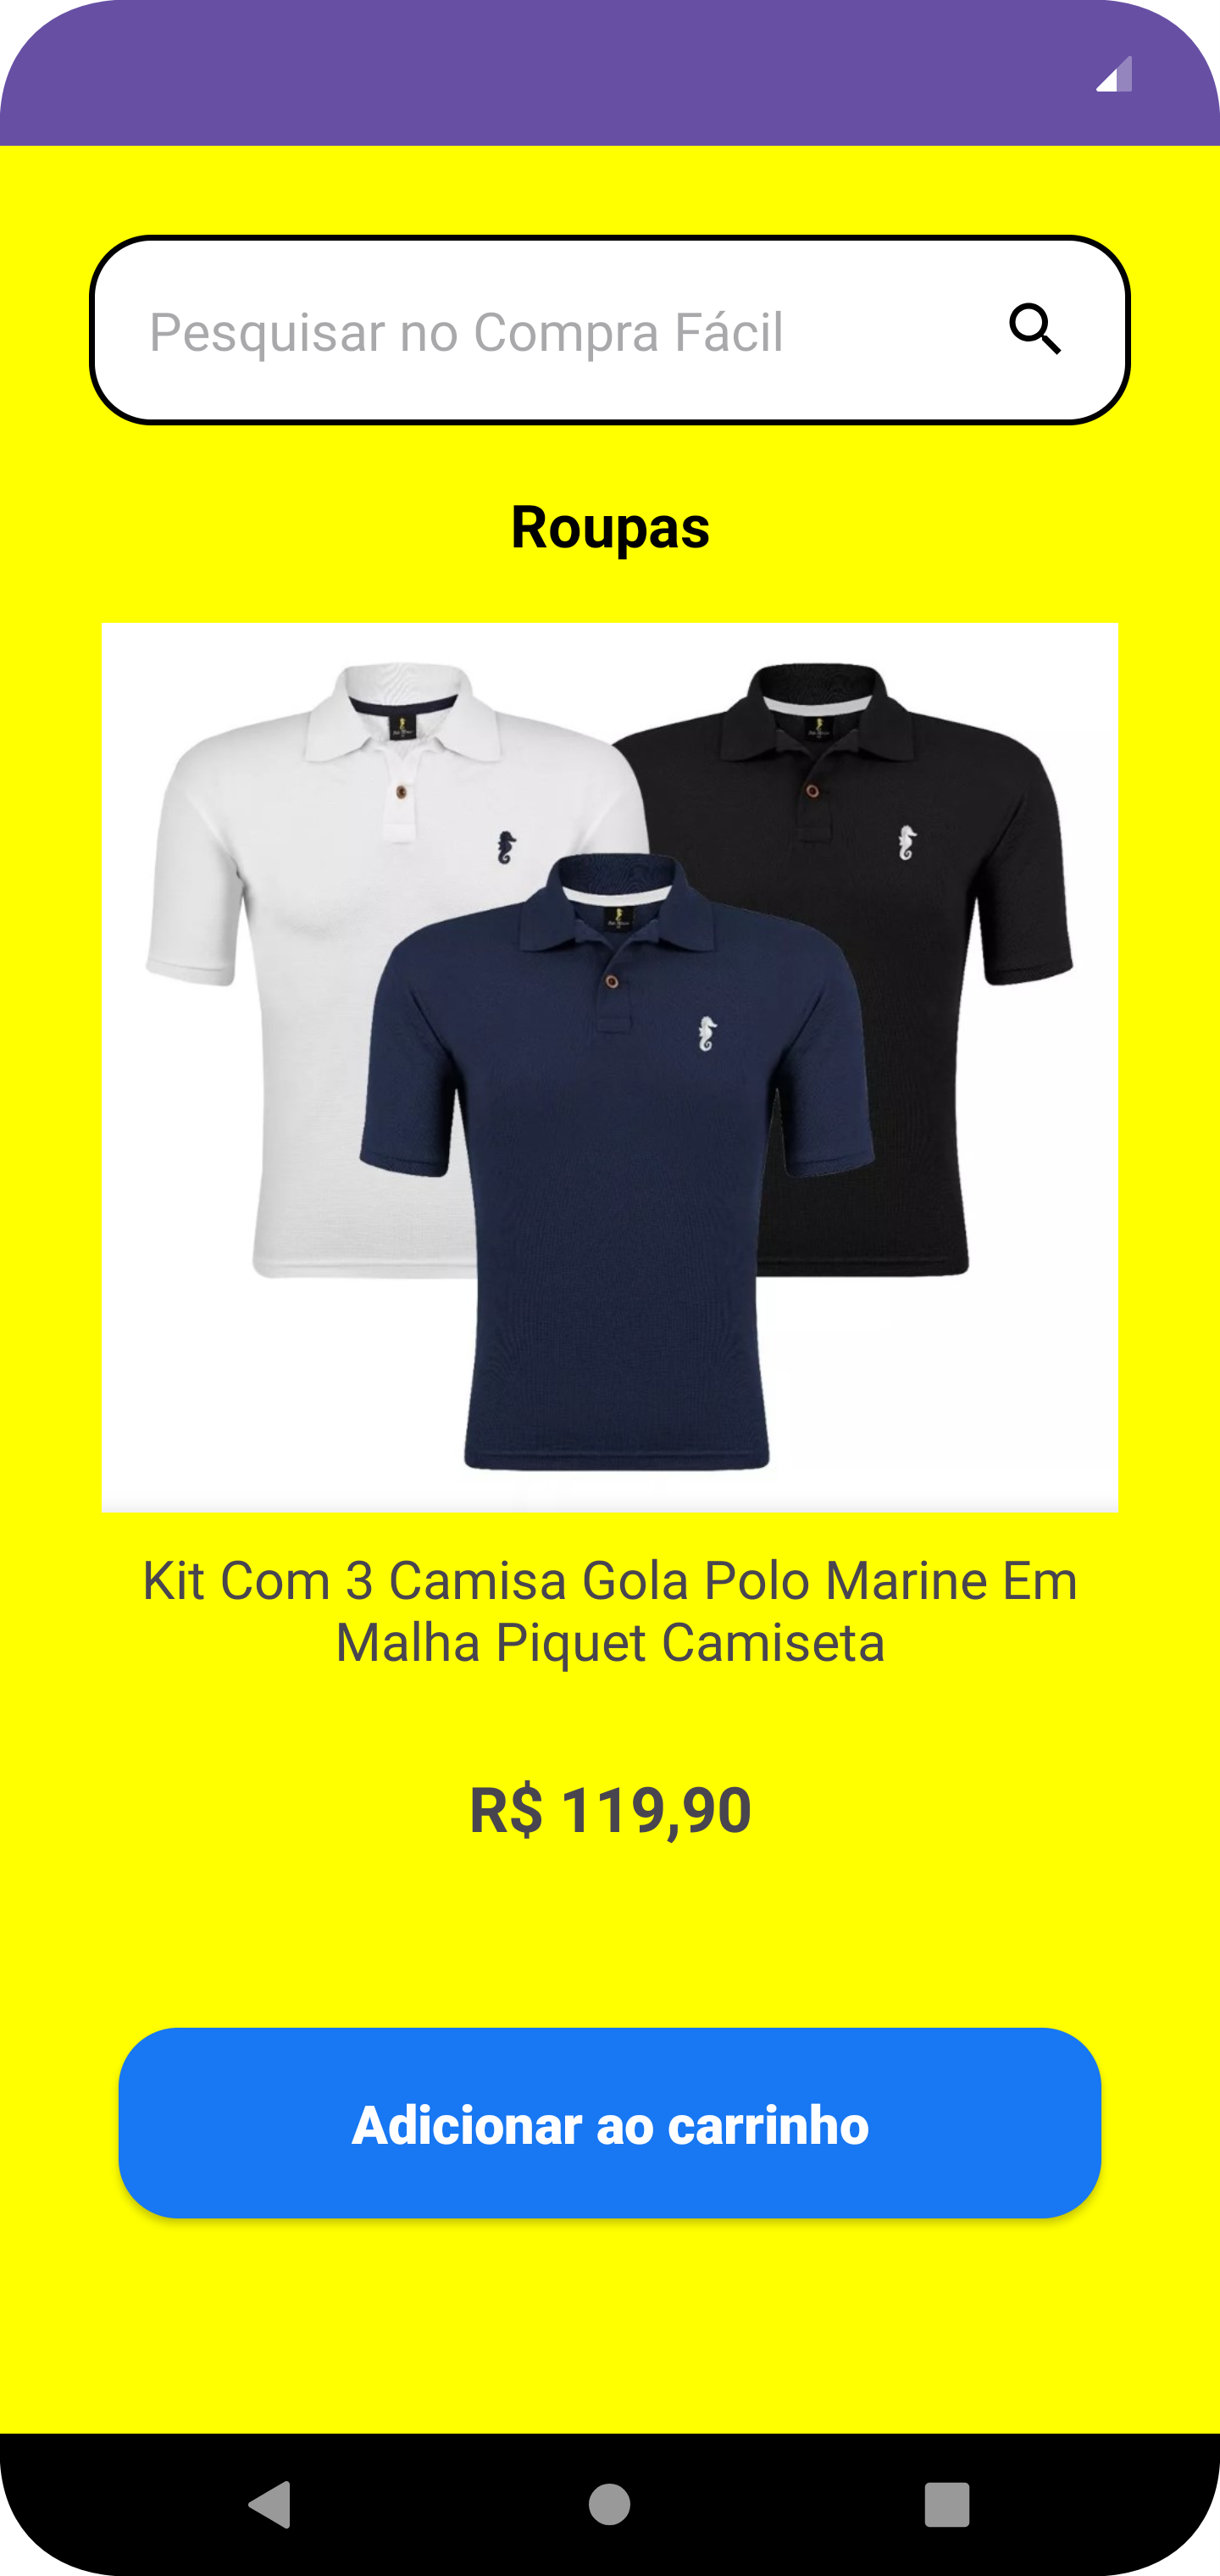 Pesquisar no Compra Fácil
Roupas
Kit Com 3 Camisa Gola Polo Marine Em
Malha Piquet Camiseta
R$ 119,90
Adicionar ao carrinho